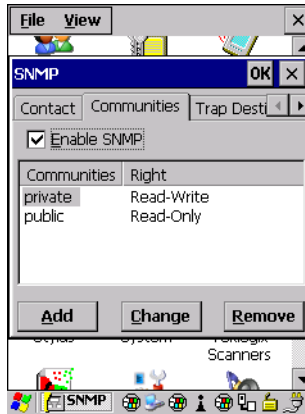 File View
SNMP OK
Contact Communities Trap Desti
Enable SNMP
Communities Right
private Read-Write
public Read-Only
Add Change Remove
Scanners
SNMP